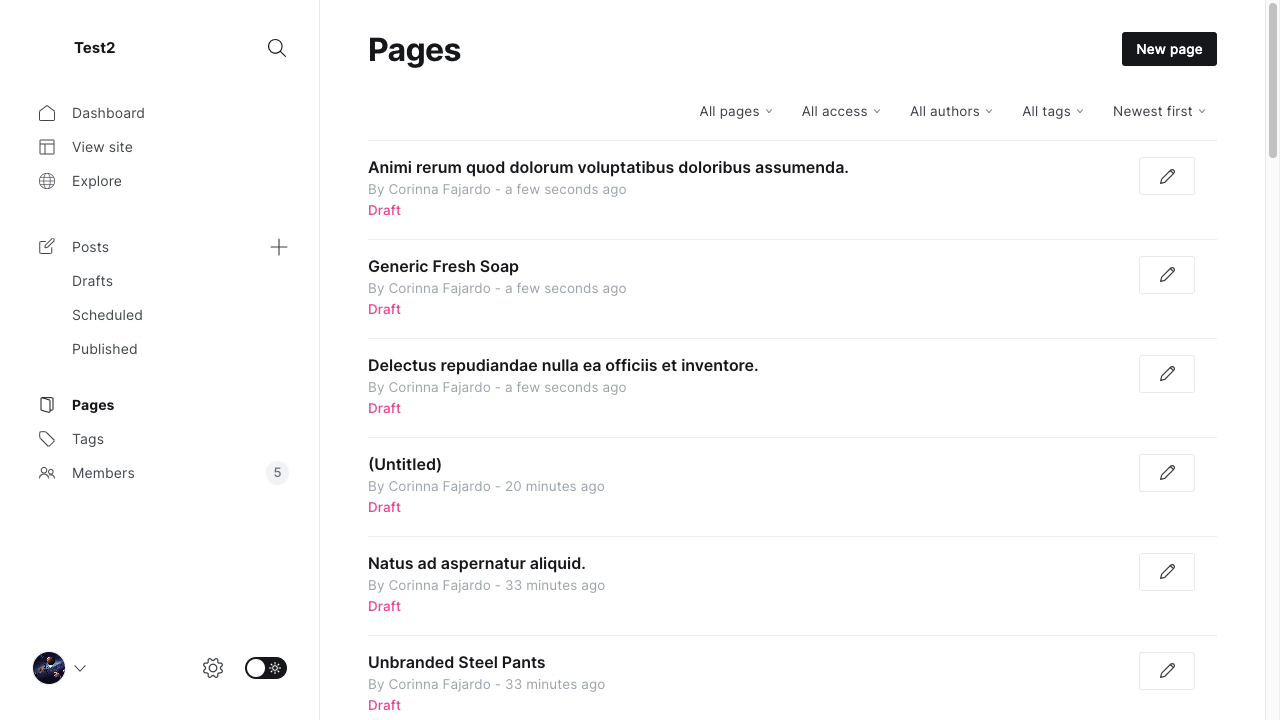 Test2
Dashboard
View site
Explore
Posts
Drafts
Scheduled
Published
Pages
Tags
Members
5
Pages
New page
All pages
All access
All authors
All tags
Newest first
Animi rerum quod dolorum voluptatibus doloribus assumenda.
By Corinna Fajardo - a few seconds ago
Draft
Generic Fresh Soap
By Corinna Fajardo - a few seconds ago
Draft
Delectus repudiandae nulla ea officiis et inventore.
By Corinna Fajardo - a few seconds ago
Draft
(Untitled)
By Corinna Fajardo - 20 minutes ago
Draft
Natus ad aspernatur aliquid.
By Corinna Fajardo - 33 minutes ago
Draft
Unbranded Steel Pants
By Corinna Fajardo - 33 minutes ago
Draft